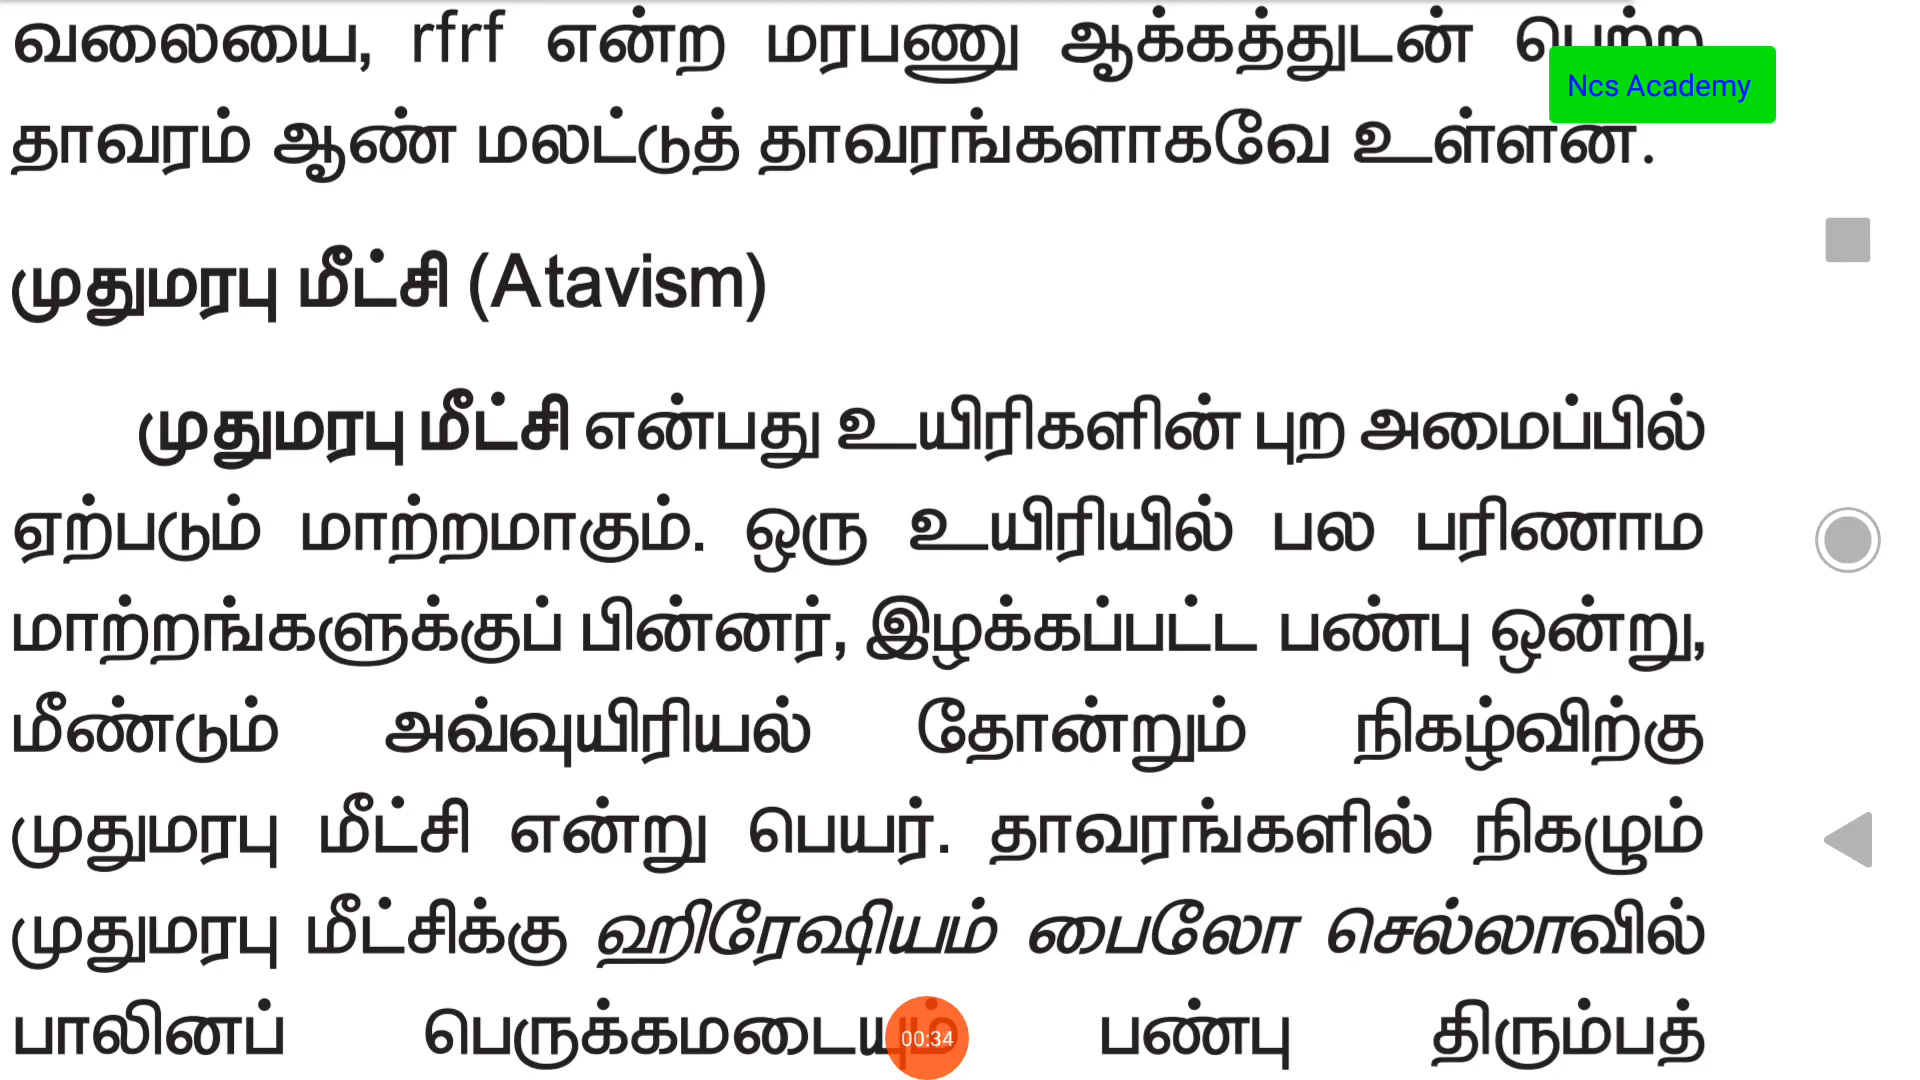 வலையை, rfrf என்ற மரபணு ஆக்கத்துடன் பெற்ற
Ncs Academy
தாவரம் ஆண் மலட்டுத் தாவரங்களாகவே உள்ளன.
முதுமரபு மீட்சி (Atavism)
முதுமரபு மீட்சி என்பது உயிரிகளின் புற அமைப்பில்
ஏற்படும் மாற்றமாகும். ஒரு உயிரியில் பல பரிணாம
மாற்றங்களுக்குப் பின்னர், இழக்கப்பட்ட பண்பு ஒன்று,
மீண்டும் அவ்வுயிரியல் தோன்றும் நிகழ்விற்கு
முதுமரபு மீட்சி என்று பெயர். தாவரங்களில் நிகழும்
முதுமரபு மீட்சிக்கு ஹிரேஷியம் பைலோ செல்லாவில்
பாலினப் பெருக்கமடையும் பண்பு திரும்பத்
00:34